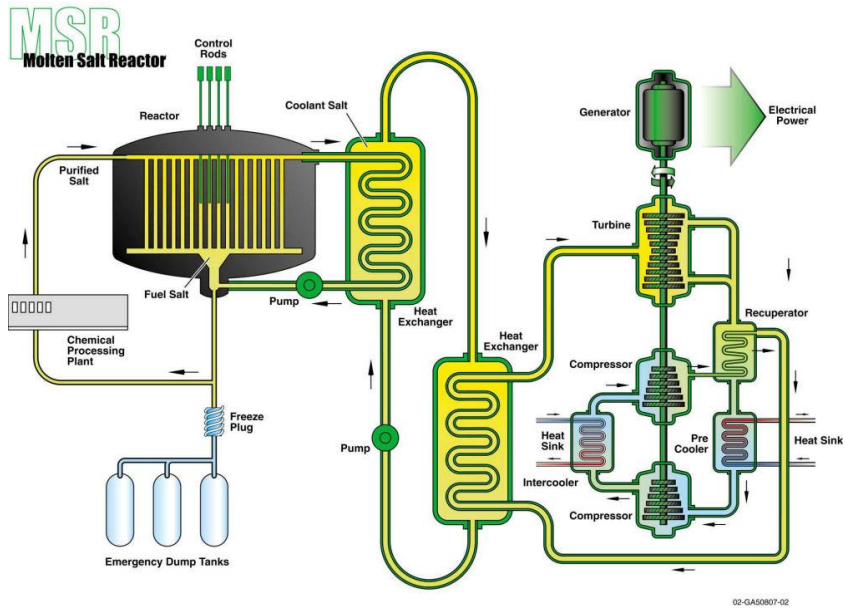 MSR
Molten Salt Reactor
Control
Rods
Reactor
Coolant Salt
Purified
Salt
Fuel Salt
Pump
Heat
Exchanger
Chemical
Processing
Plant
Freeze
Plug
Emergency Dump Tanks
Pump
Heat
Exchanger
Generator
Electrical
Power
Turbine
Recuperator
Compressor
Heat
Sink
Pre
Cooler
Heat Sink
Intercooler
Compressor
02-GA50807-02